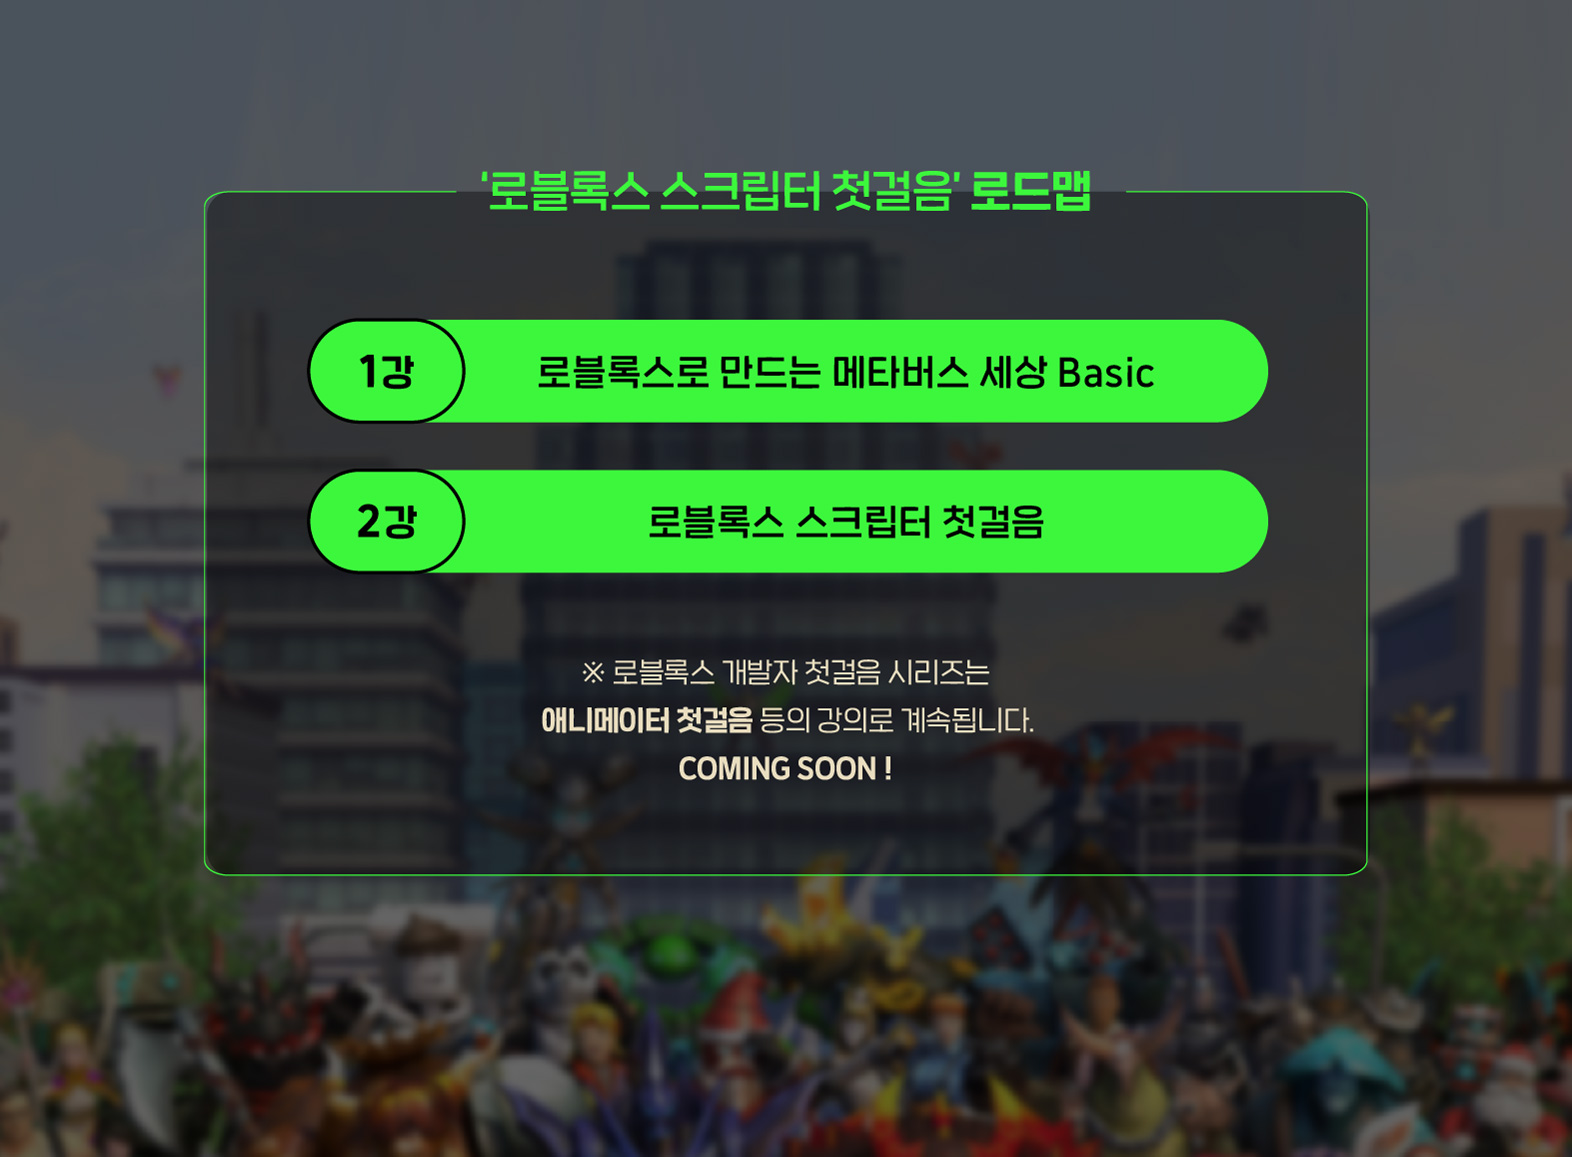 ‘로블록스 스크립터 첫걸음’ 로드맵
1강 로블록스로 만드는 메타버스 세상 Basic
2강 로블록스 스크립터 첫걸음
※ 로블록스 개발자 첫걸음 시리즈는
애니메이터 첫걸음 등의 강의로 계속됩니다.
COMING SOON !